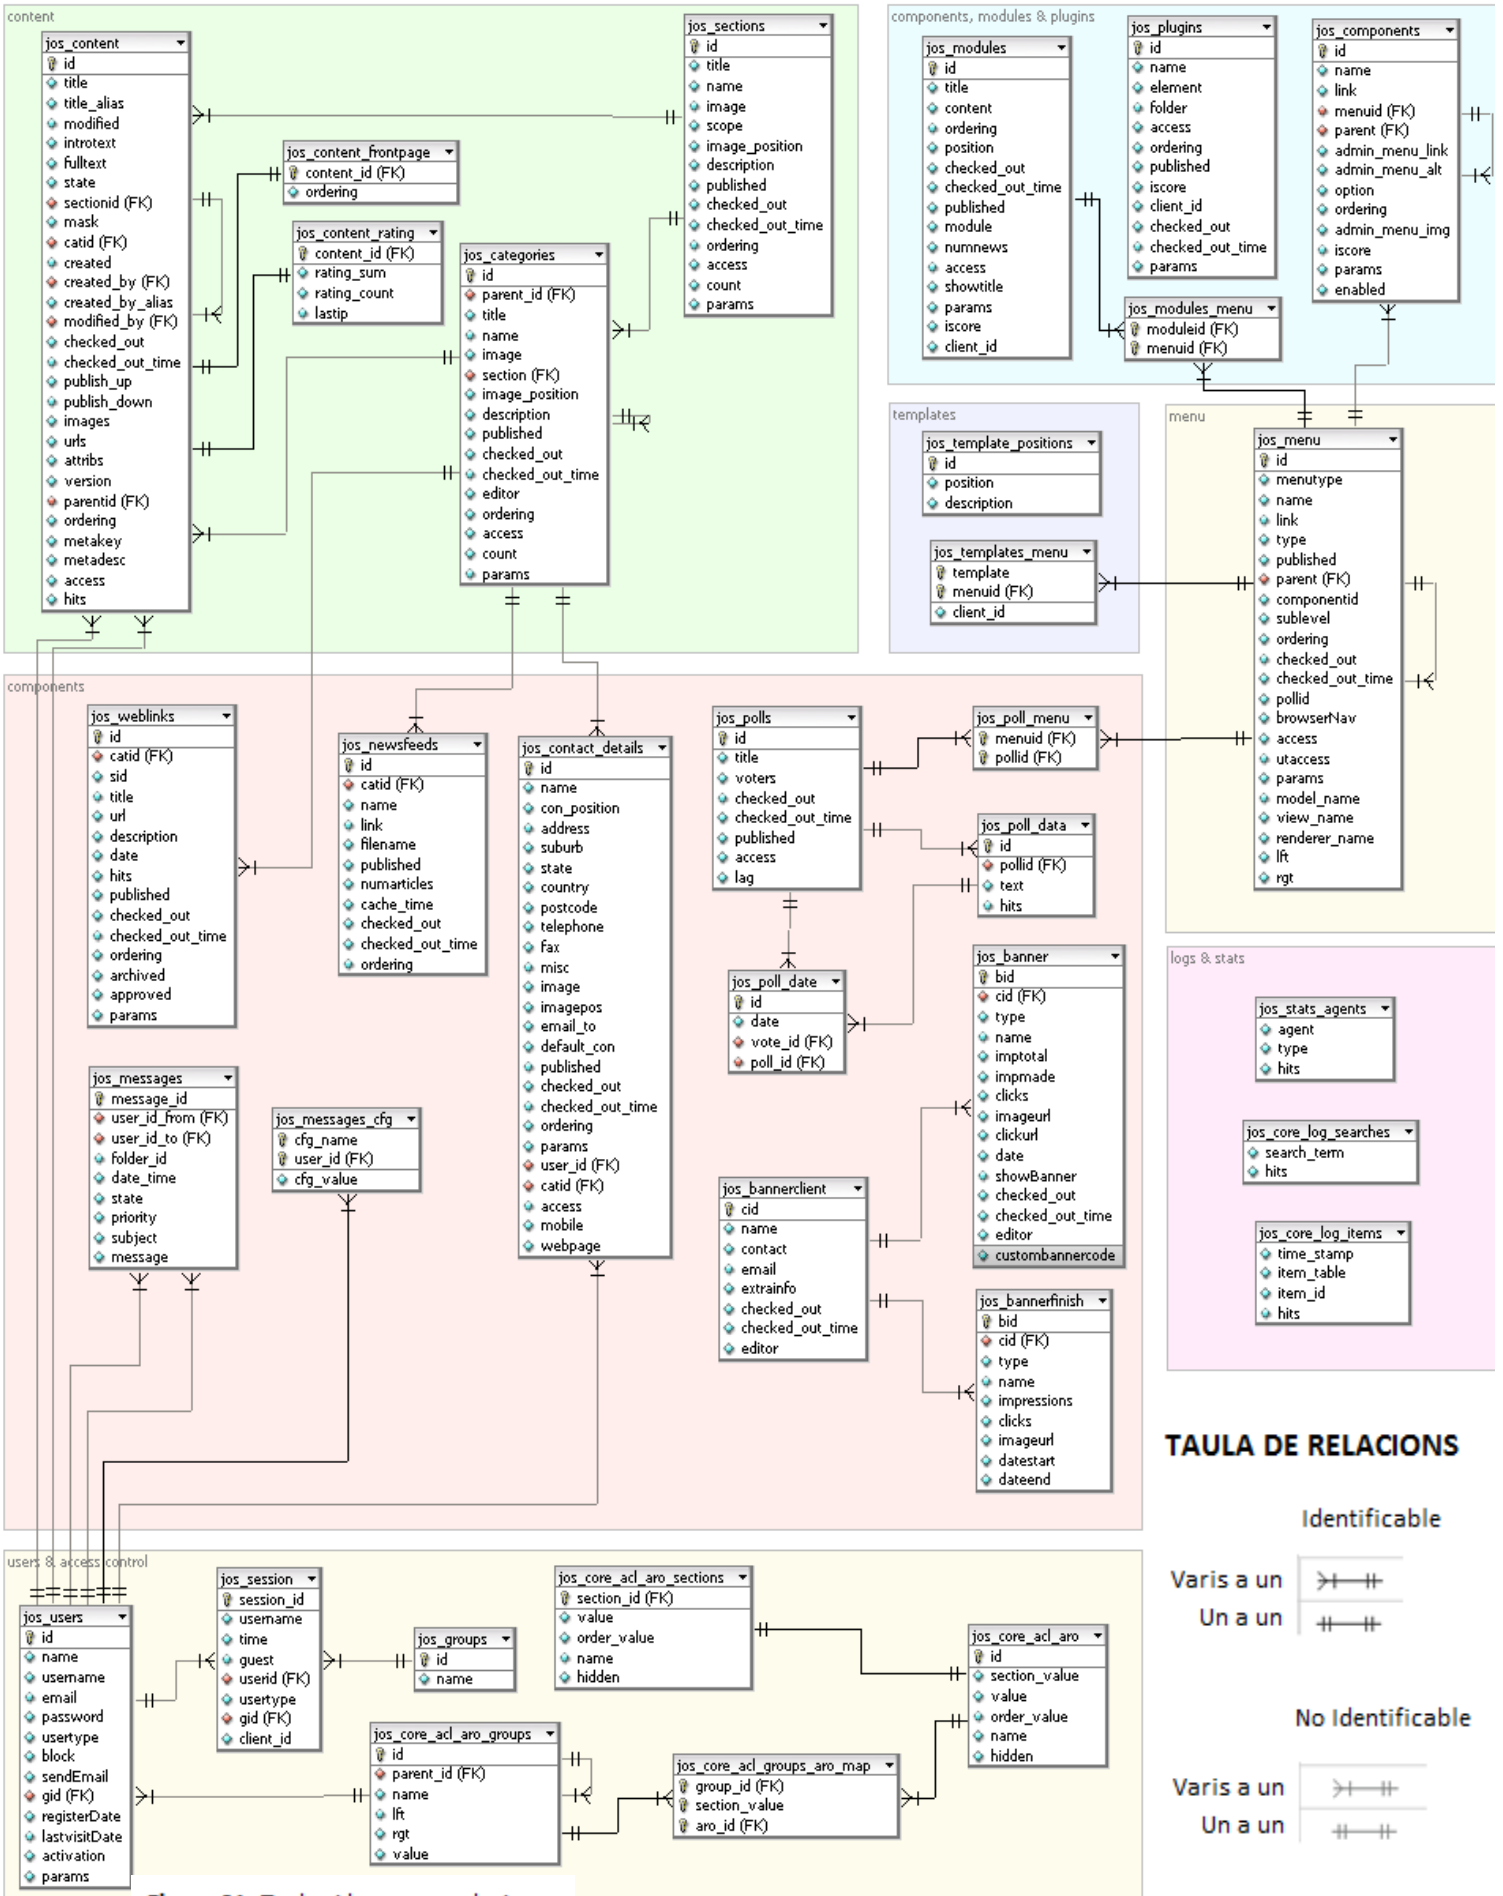 content
jos_content
id
title
title_alias
modified
introtext
fulltext
state
sectionid (FK)
mask
catid (FK)
created
created_by (FK)
created_by_alias
modified_by (FK)
checked_out
checked_out_time
publish_up
publish_down
images
urls
attribs
version
parentid (FK)
ordering
metakey
metadesc
access
hits
jos_content_frontpage
content_id (FK)
ordering
jos_content_rating
content_id (FK)
rating_sum
rating_count
lastip
jos_categories
id
parent_id (FK)
title
name
image
section (FK)
image_position
description
published
checked_out
checked_out_time
editor
ordering
access
count
params
jos_sections
id
title
name
image
scope
image_position
description
published
checked_out
checked_out_time
ordering
access
count
params
components, modules & plugins
jos_modules
id
title
content
ordering
position
checked_out
checked_out_time
published
module
numnews
access
showtitle
params
iscore
client_id
jos_plugins
id
name
element
folder
access
ordering
published
iscore
client_id
checked_out
checked_out_time
params
jos_modules_menu
moduleid (FK)
menuid (FK)
jos_components
id
name
link
menuid (FK)
parent (FK)
admin_menu_link
admin_menu_alt
option
ordering
admin_menu_img
iscore
params
enabled
templates
jos_template_positions
id
position
description
jos_templates_menu
template
menuid (FK)
client_id
menu
jos_menu
id
menutype
name
link
type
published
parent (FK)
componentid
sublevel
ordering
checked_out
checked_out_time
pollid
browserNav
access
utaccess
params
model_name
view_name
renderer_name
lft
rgt
components
jos_weblinks
id
catid (FK)
sid
title
url
description
date
hits
published
checked_out
checked_out_time
ordering
archived
approved
params
jos_newsfeeds
id
catid (FK)
name
link
filename
published
numarticles
cache_time
checked_out
checked_out_time
ordering
jos_contact_details
id
name
con_position
address
suburb
state
country
postcode
telephone
fax
misc
image
imagepos
email_to
default_con
published
checked_out
checked_out_time
ordering
params
user_id (FK)
catid (FK)
access
mobile
webpage
jos_polls
id
title
voters
checked_out
checked_out_time
published
access
lag
jos_poll_menu
menuid (FK)
pollid (FK)
jos_poll_data
id
pollid (FK)
text
hits
jos_poll_date
id
date
vote_id (FK)
poll_id (FK)
jos_banner
bid
cid (FK)
type
name
imptotal
impmade
clicks
imageurl
clickurl
date
showBanner
checked_out
checked_out_time
editor
custombannercode
jos_messages
message_id
user_id_from (FK)
user_id_to (FK)
folder_id
date_time
state
priority
subject
message
jos_messages_cfg
cfg_name
user_id (FK)
cfg_value
jos_bannerclient
cid
name
contact
email
extrainfo
checked_out
checked_out_time
editor
jos_bannerfinish
bid
cid (FK)
type
name
impressions
clicks
imageurl
datestart
dateend
logs & stats
jos_stats_agents
agent
type
hits
jos_core_log_searches
search_term
hits
jos_core_log_items
time_stamp
item_table
item_id
hits
TAULA DE RELACIONS
Identificable
Varis a un
Un a un
No Identificable
Varis a un
Un a un
users & access control
jos_users
id
name
username
email
password
usertype
block
sendEmail
gid (FK)
registerDate
lastvisitDate
activation
params
jos_session
session_id
username
time
guest
userid (FK)
usertype
gid (FK)
client_id
jos_groups
id
name
jos_core_acl_aro_groups
id
parent_id (FK)
name
lft
rgt
value
jos_core_acl_aro_sections
section_id (FK)
value
order_value
name
hidden
jos_core_acl_groups_aro_map
group_id (FK)
section_value
aro_id (FK)
jos_core_acl_aro
id
section_value
value
order_value
name
hidden